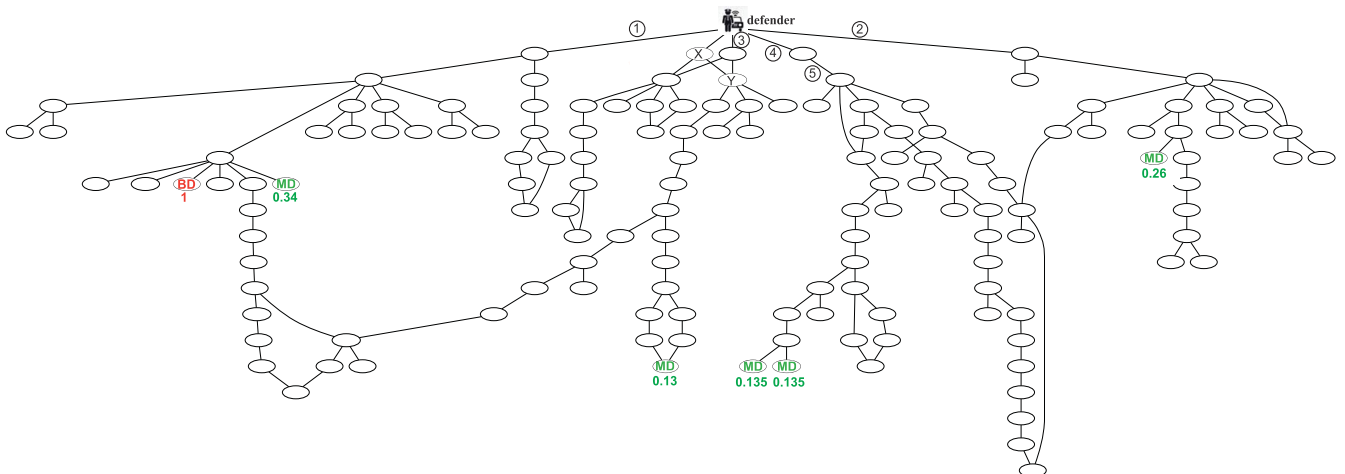 defender
① ②
③
X ④
Y ⑤
MD
0.26
BD MD
1 0.34
MD MD MD
0.13 0.135 0.135